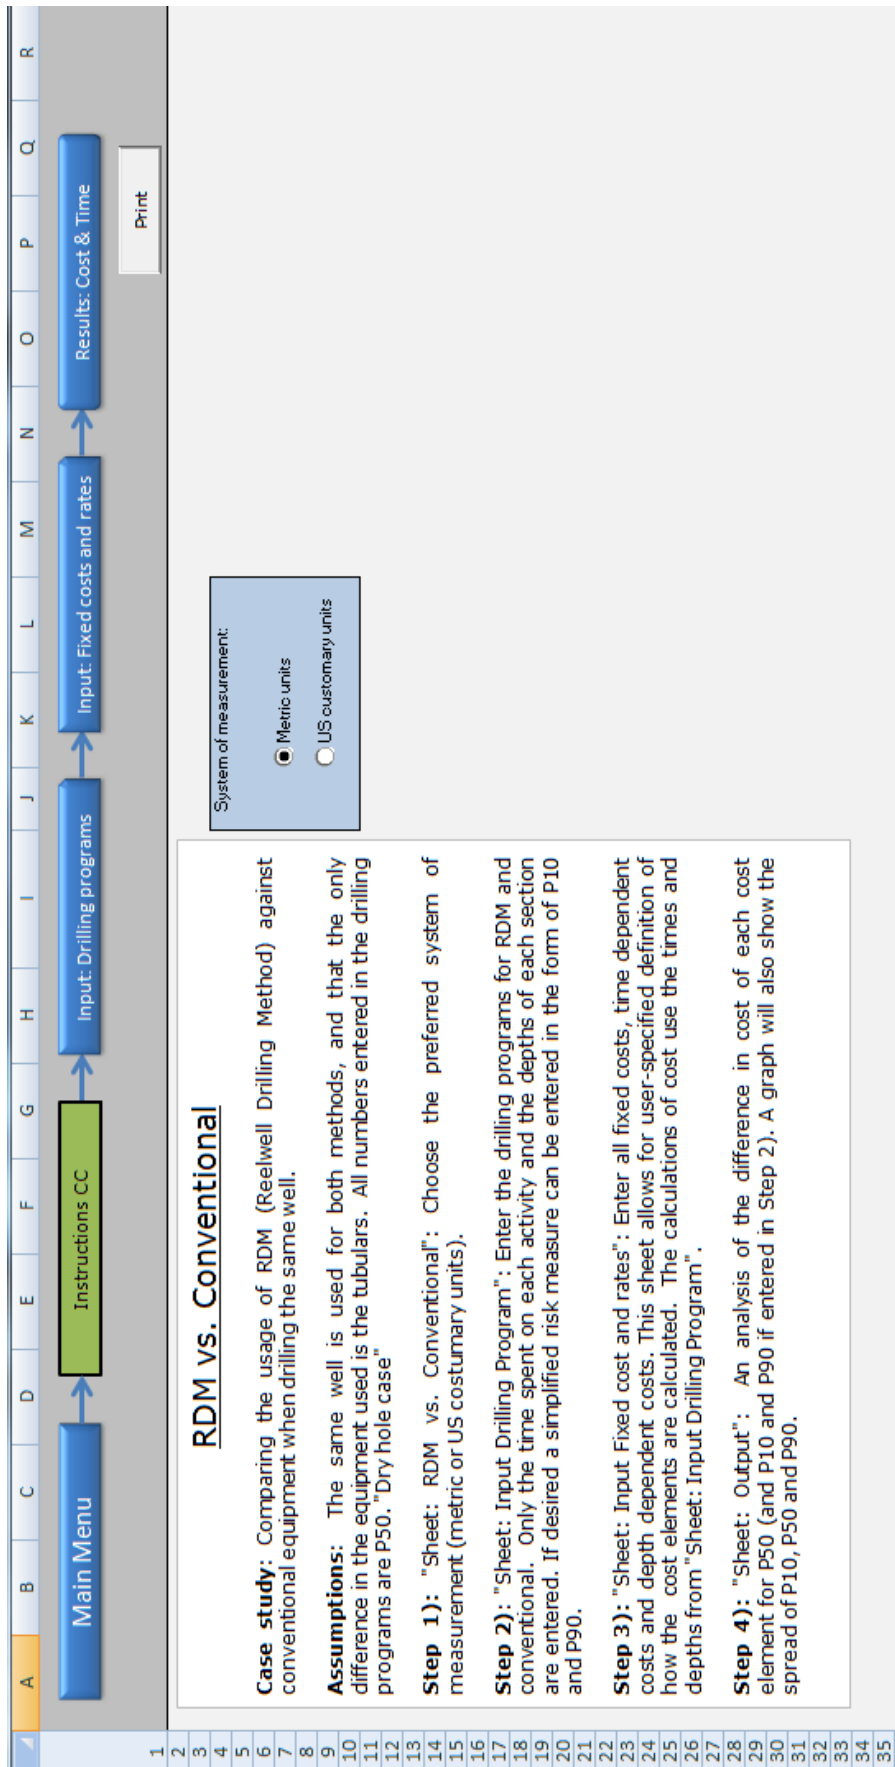 A B C D E F G H I J K L M N O P Q R
Main Menu
Instructions CC
Input: Drilling programs
Input: Fixed costs and rates
Results: Cost & Time
Print
1
2
3
4
5
6
7
8
9
10
11
12
13
14
15
16
17
18
19
20
21
22
23
24
25
26
27
28
29
30
31
32
33
34
35
RDM vs. Conventional
Case study: Comparing the usage of RDM (Reelwell Drilling Method) against
conventional equipment when drilling the same well.
Assumptions: The same well is used for both methods, and that the only
difference in the equipment used is the tubulars. All numbers entered in the drilling
programs are P50. "Dry hole case"
Step 1): "Sheet: RDM vs. Conventional": Choose the preferred system of
measurement (metric or US costumary units).
Step 2): "Sheet: Input Drilling Program": Enter the drilling programs for RDM and
conventional. Only the time spent on each activity and the depths of each section
are entered. If desired a simplified risk measure can be entered in the form of P10
and P90.
Step 3): "Sheet: Input Fixed cost and rates": Enter all fixed costs, time dependent
costs and depth dependent costs. This sheet allows for user-specified definition of
how the cost elements are calculated. The calculations of cost use the times and
depths from "Sheet: Input Drilling Program".
Step 4): "Sheet: Output": An analysis of the difference in cost of each cost
element for P50 (and P10 and P90 if entered in Step 2). A graph will also show the
spread of P10, P50 and P90.
System of measurement:
Metric units
US customary units